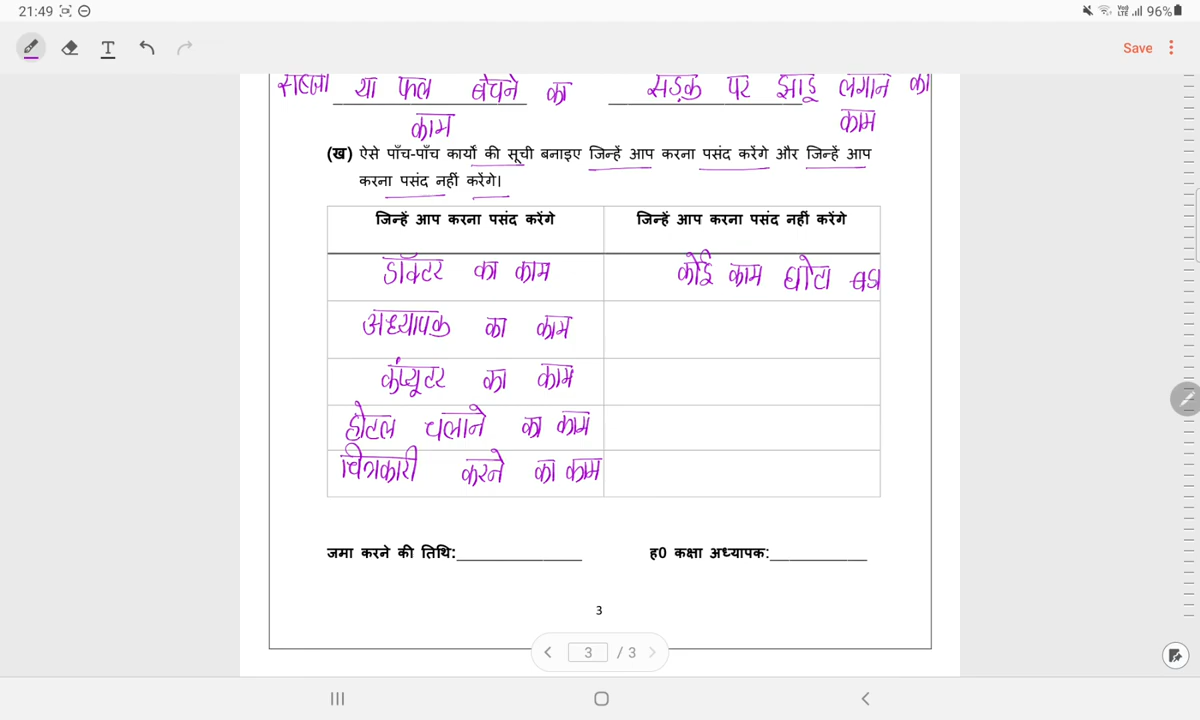 21:49
96%
Save
सब्जी या फल बेचने का सड़क पर झाड़ू लगाने का
काम काम
(ख) ऐसे पाँच-पाँच कार्यों की सूची बनाइए जिन्हें आप करना पसंद करेंगे और जिन्हें आप
करना पसंद नहीं करेंगे।
जिन्हें आप करना पसंद करेंगे जिन्हें आप करना पसंद नहीं करेंगे
डॉक्टर का काम कोई काम छोटा बडा
अध्यापक का काम
कंप्यूटर का काम
होटल चलाने का काम
चित्रकारी करने का काम
जमा करने की तिथि:_______________ ह0 कक्षा अध्यापक:____________
3
3 / 3